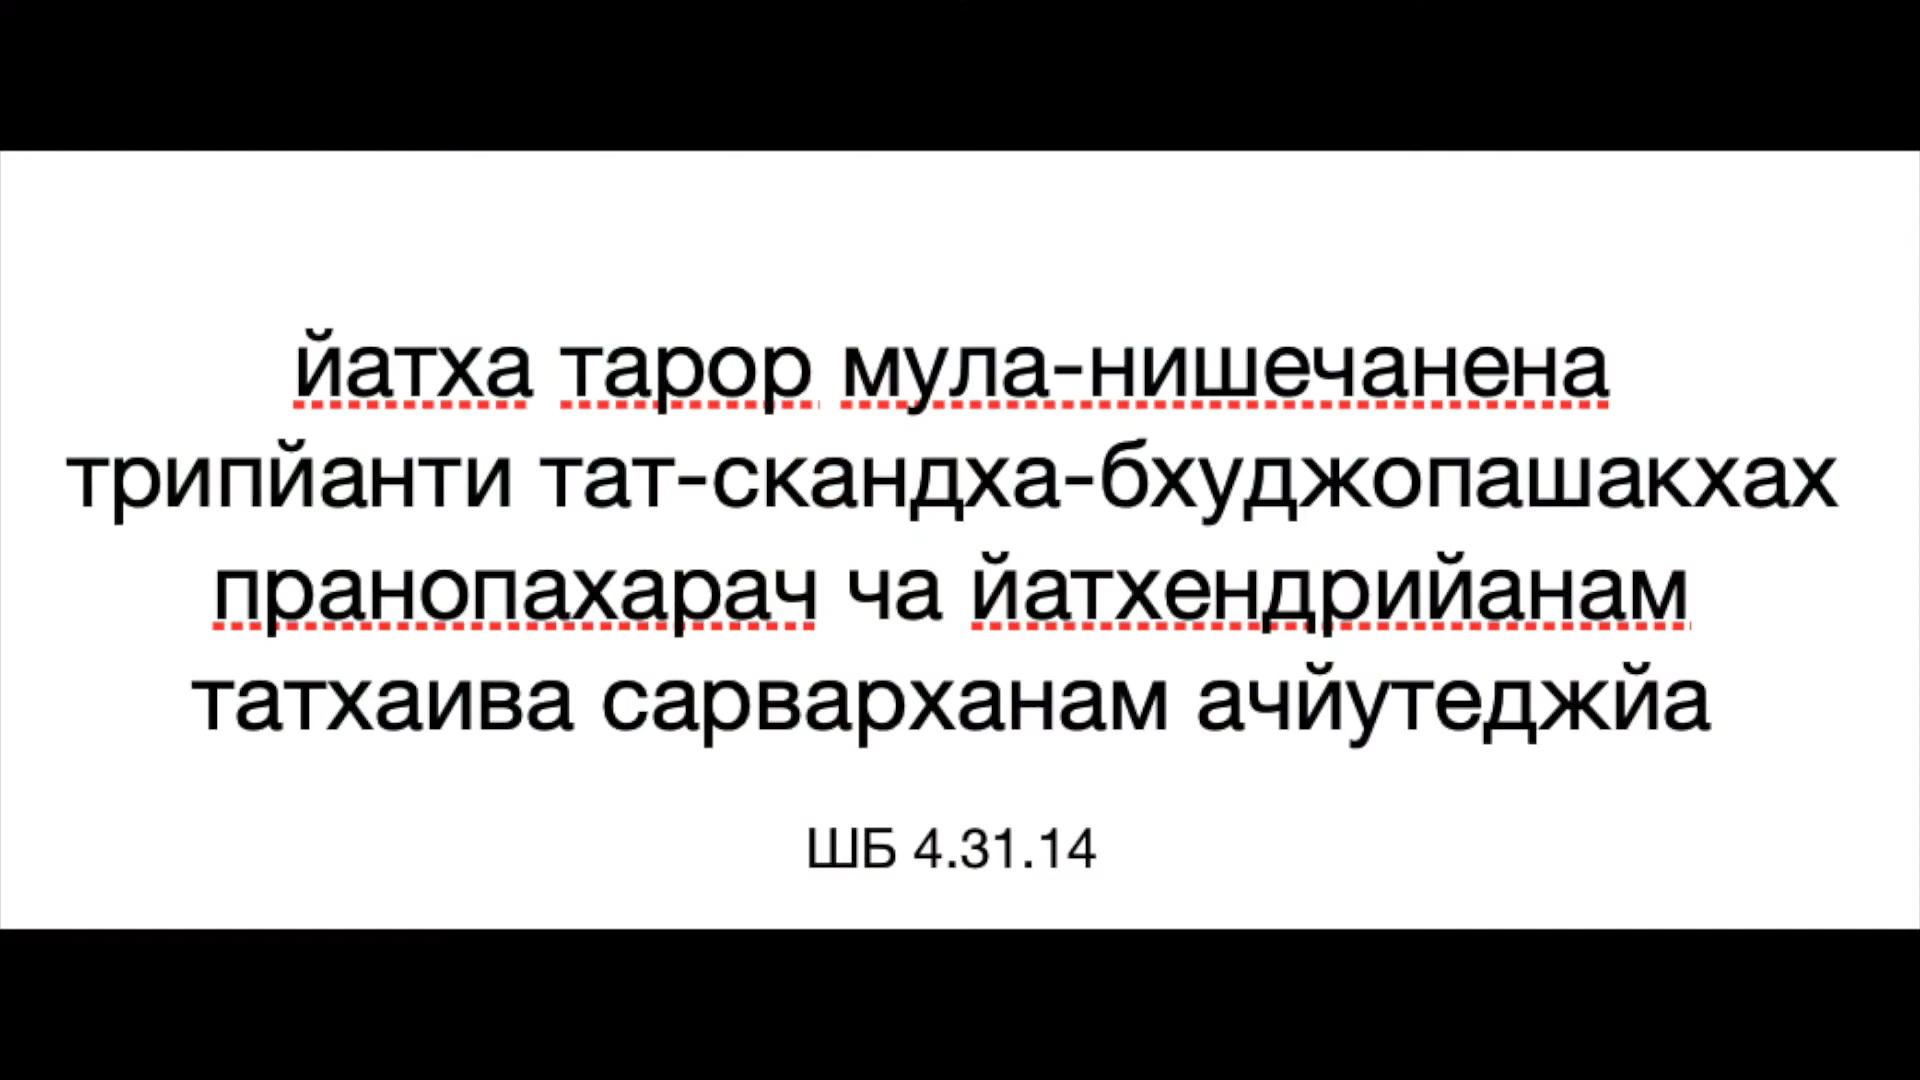 йатха тарор мула-нишечанена
трипйанти тат-скандха-бхуджопашакхах
пранопахарач ча йатхендрийанам
татхаива сарварханам ачйутеджйа
ШБ 4.31.14